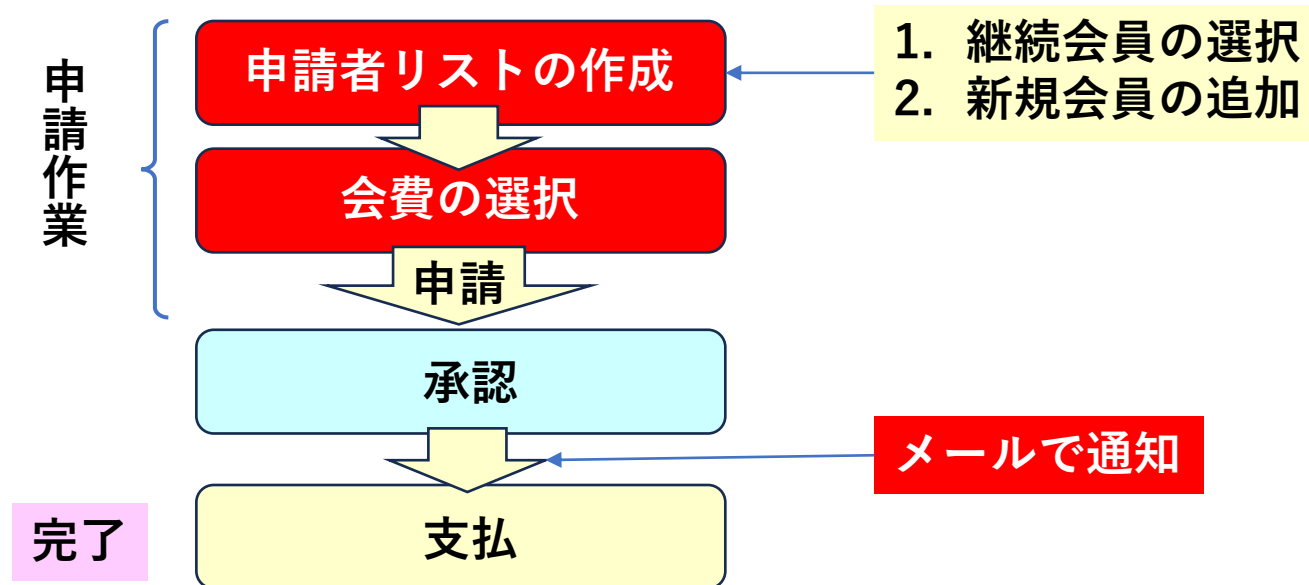 申請作業
申請者リストの作成
1. 継続会員の選択
2. 新規会員の追加
会費の選択
申請
承認
メールで通知
完了
支払